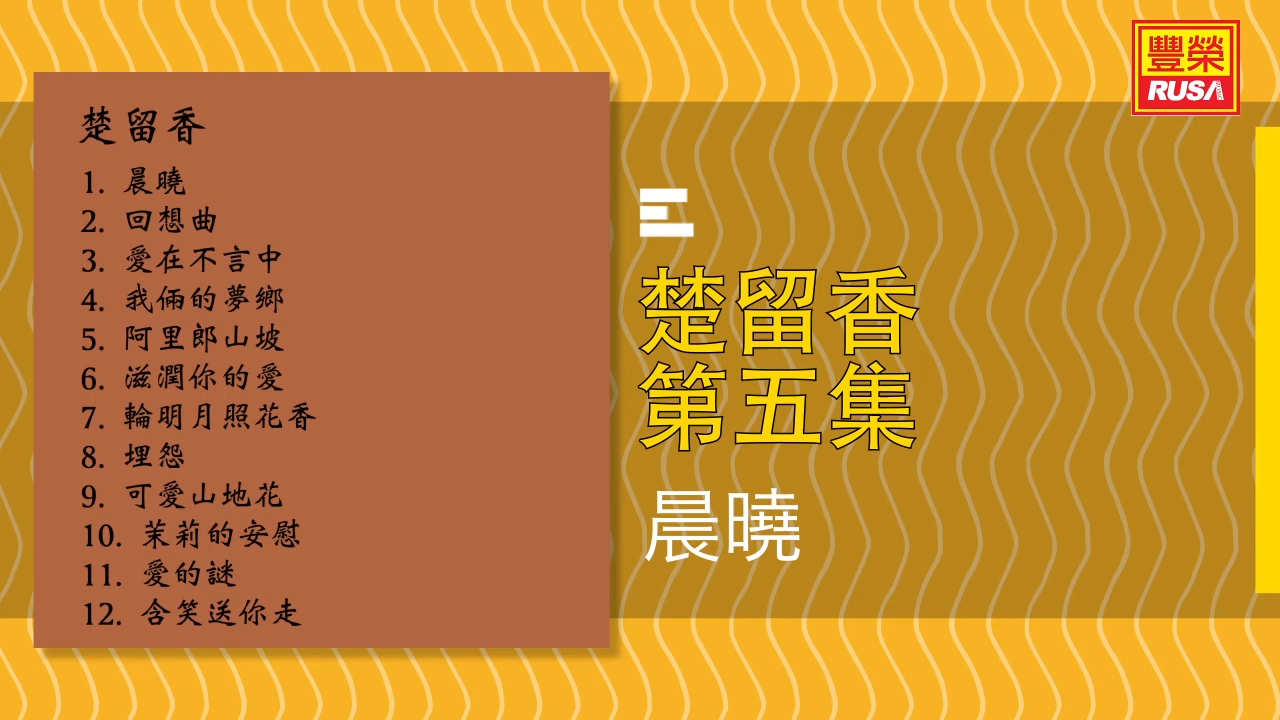 楚留香
1. 晨曉
2. 回想曲
3. 愛在不言中
4. 我倆的夢鄉
5. 阿里郎山坡
6. 滋潤你的愛
7. 輪明月照花香
8. 埋怨
9. 可愛山地花
10. 茉莉的安慰
11. 愛的謎
12. 含笑送你走
豐榮
RUSA
楚留香
第五集
晨曉